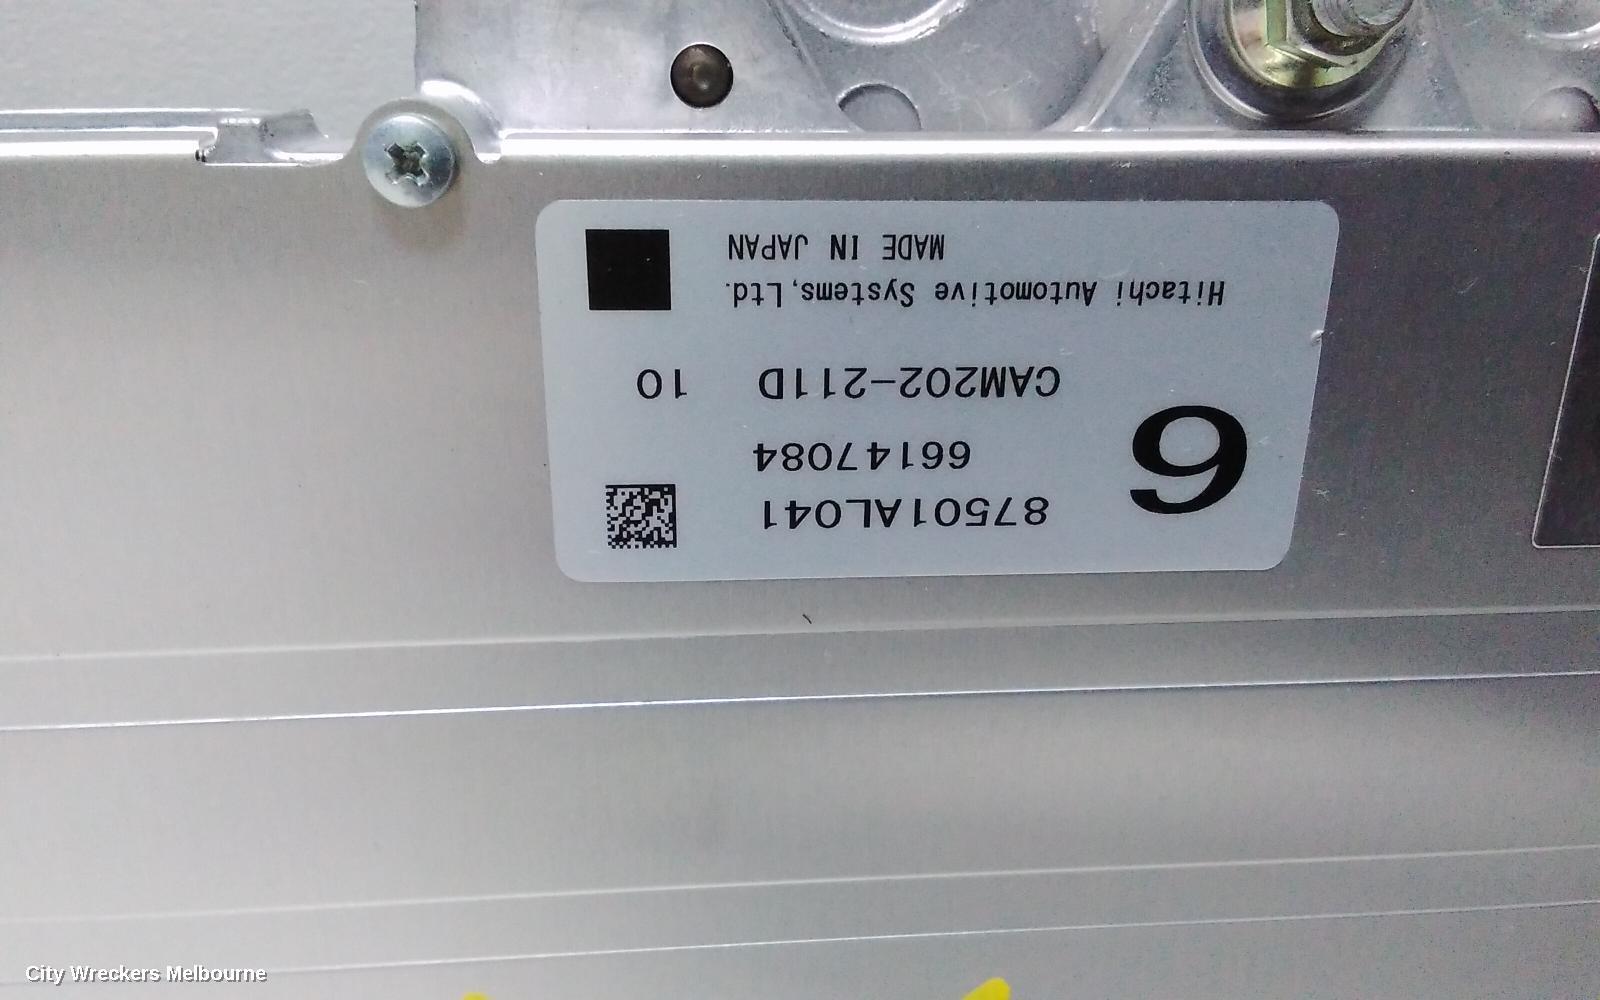 87501AL041
6
66147084
CAM202-211D 10
Hitachi Automotive Systems,Ltd.
MADE IN JAPAN
City Wreckers Melbourne